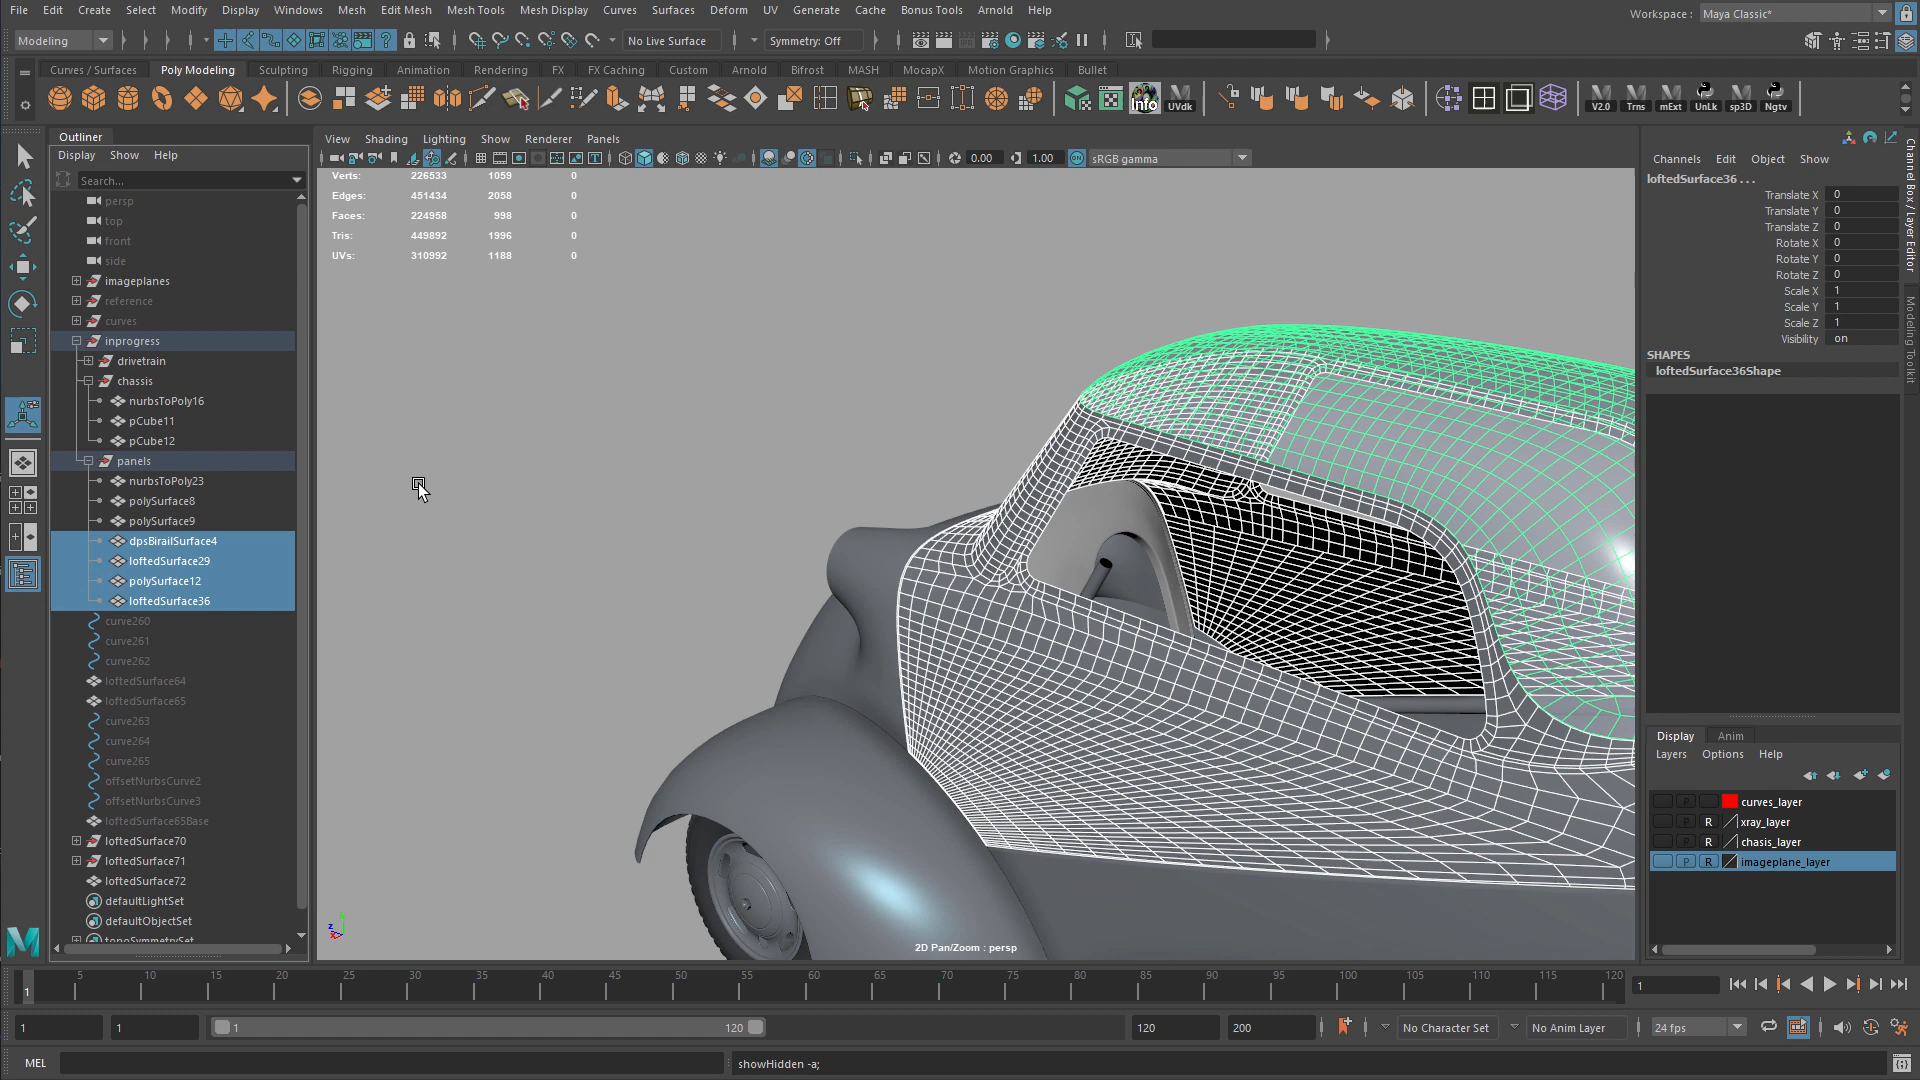 File Edit Create Select Modify Display Windows Mesh Edit Mesh Mesh Tools Mesh Display Curves Surfaces Deform UV Generate Cache Bonus Tools Arnold Help
Workspace : Maya Classic*
Modeling No Live Surface Symmetry: Off
Curves / Surfaces Poly Modeling Sculpting Rigging Animation Rendering FX FX Caching Custom Arnold Bifrost MASH MocapX Motion Graphics Bullet
Info UVdk V2.0 Trns mExt UnLk sp3D Ngtv
Outliner
Display Show Help
Search...
persp
top
front
side
imageplanes
reference
curves
inprogress
drivetrain
chassis
nurbsToPoly16
pCube11
pCube12
panels
nurbsToPoly23
polySurface8
polySurface9
dpsBirailSurface4
loftedSurface29
polySurface12
loftedSurface36
curve260
curve261
curve262
loftedSurface64
loftedSurface65
curve263
curve264
curve265
offsetNurbsCurve2
offsetNurbsCurve3
loftedSurface65Base
loftedSurface70
loftedSurface71
loftedSurface72
defaultLightSet
defaultObjectSet
topoSymmetrySet
View Shading Lighting Show Renderer Panels
0.00 1.00 sRGB gamma
Verts: 226533 1059 0
Edges: 451434 2058 0
Faces: 224958 998 0
Tris: 449892 1996 0
UVs: 310992 1188 0
2D Pan/Zoom : persp
Channels Edit Object Show
loftedSurface36 . . .
Translate X 0
Translate Y 0
Translate Z 0
Rotate X 0
Rotate Y 0
Rotate Z 0
Scale X 1
Scale Y 1
Scale Z 1
Visibility on
SHAPES
loftedSurface36Shape
Channel Box / Layer Editor
Modeling Toolkit
Display Anim
Layers Options Help
P curves_layer
P R xray_layer
P R chasis_layer
P R imageplane_layer
1 5 10 15 20 25 30 35 40 45 50 55 60 65 70 75 80 85 90 95 100 105 110 115 120
1
1 1 1 120 120 200 No Character Set No Anim Layer 24 fps
MEL showHidden -a;